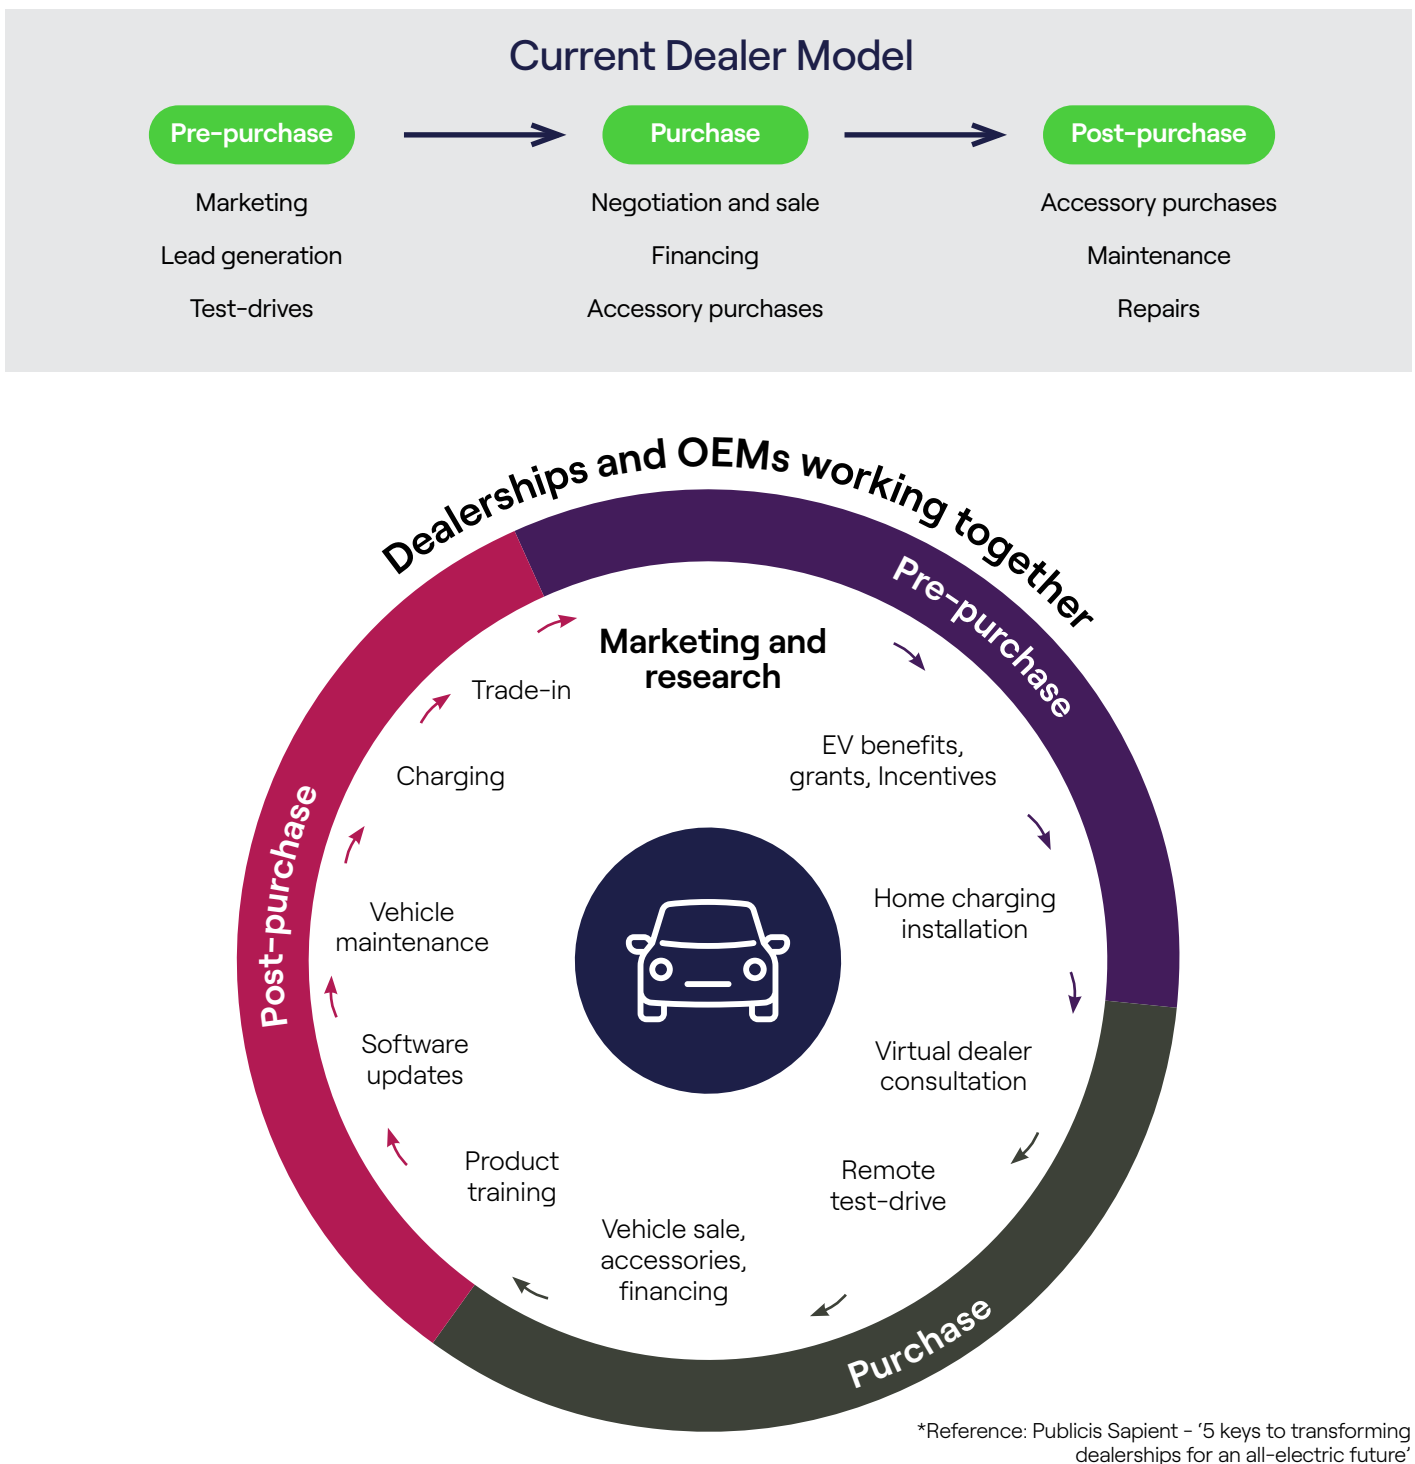 Current Dealer Model
Pre-purchase
Purchase
Post-purchase
Marketing
Negotiation and sale
Accessory purchases
Lead generation
Financing
Maintenance
Test-drives
Accessory purchases
Repairs
Dealerships and OEMs working together
Pre-purchase
Marketing and
research
EV benefits,
grants, Incentives
Home charging
installation
Virtual dealer
consultation
Remote
test-drive
Purchase
Vehicle sale,
accessories,
financing
Product
training
Post-purchase
Software
updates
Vehicle
maintenance
Charging
Trade-in
*Reference: Publicis Sapient - ‘5 keys to transforming
dealerships for an all-electric future’